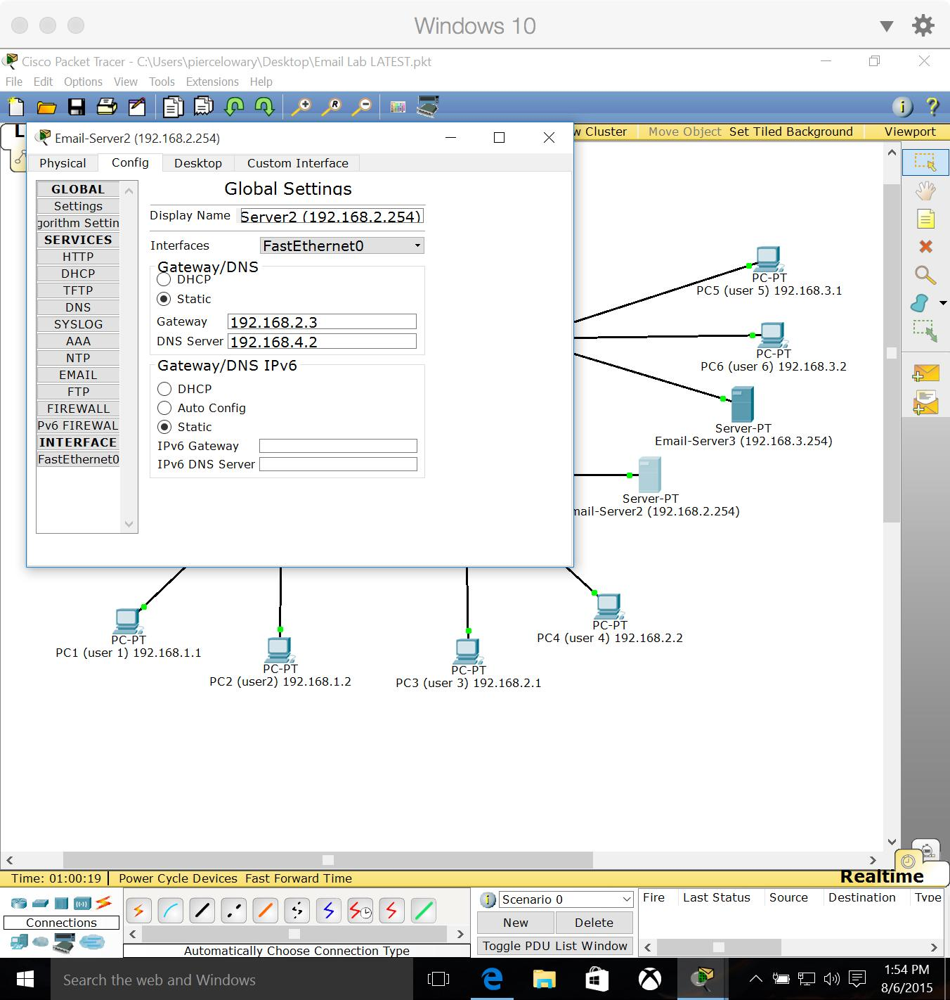 Windows 10
Cisco Packet Tracer - C:\Users\piercelowary\Desktop\Email Lab LATEST.pkt
File Edit Options View Tools Extensions Help
L
w Cluster Move Object Set Tiled Background Viewport
Email-Server2 (192.168.2.254)
Physical Config Desktop Custom Interface
GLOBAL
Settings
gorithm Settin
SERVICES
HTTP
DHCP
TFTP
DNS
SYSLOG
AAA
NTP
EMAIL
FTP
FIREWALL
Pv6 FIREWAL
INTERFACE
FastEthernet0
Global Settings
Display Name Server2 (192.168.2.254)
Interfaces FastEthernet0
Gateway/DNS
DHCP
Static
Gateway 192.168.2.3
DNS Server 192.168.4.2
Gateway/DNS IPv6
DHCP
Auto Config
Static
IPv6 Gateway
IPv6 DNS Server
PC-PT
PC5 (user 5) 192.168.3.1
PC-PT
PC6 (user 6) 192.168.3.2
Server-PT
Email-Server3 (192.168.3.254)
Server-PT
mail-Server2 (192.168.2.254)
PC-PT
PC4 (user 4) 192.168.2.2
PC-PT
PC1 (user 1) 192.168.1.1
PC-PT
PC2 (user2) 192.168.1.2
PC-PT
PC3 (user 3) 192.168.2.1
Time: 01:00:19 Power Cycle Devices Fast Forward Time
Realtime
Connections
Automatically Choose Connection Type
Scenario 0
New Delete
Toggle PDU List Window
Fire Last Status Source Destination Type
Search the web and Windows
1:54 PM
8/6/2015